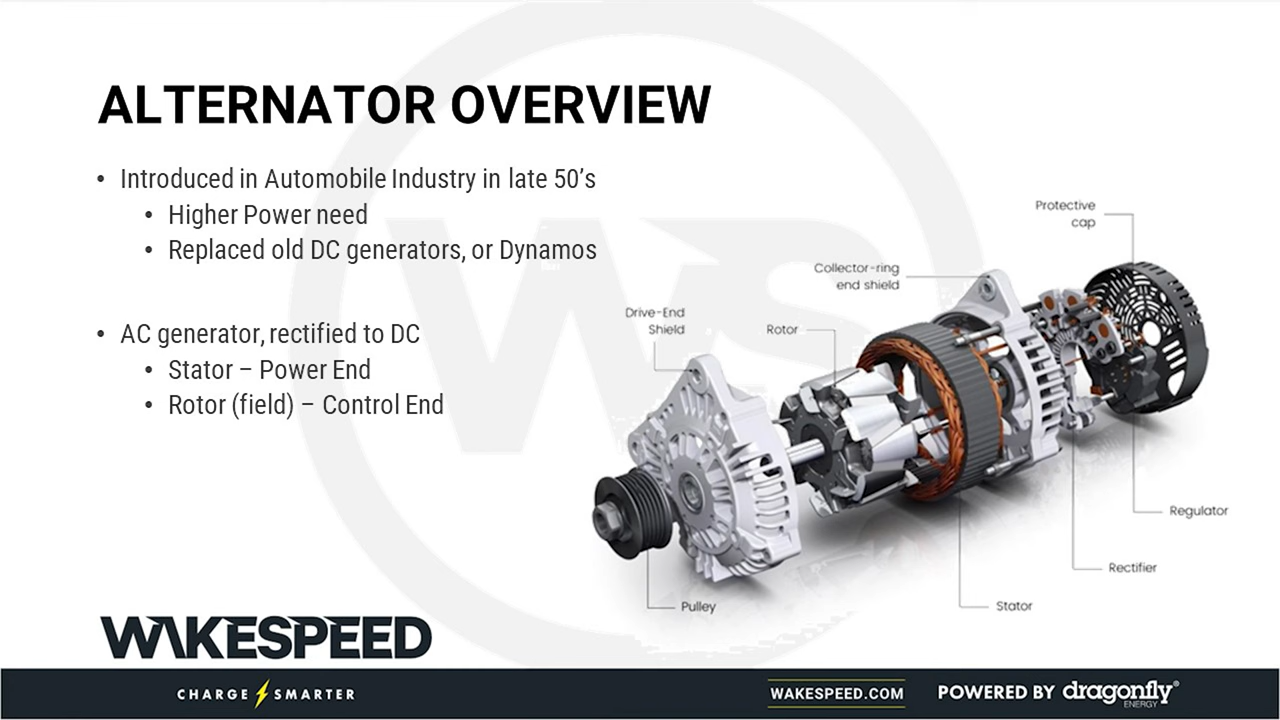 ALTERNATOR OVERVIEW
• Introduced in Automobile Industry in late 50's
• Higher Power need
• Replaced old DC generators, or Dynamos
• AC generator, rectified to DC
• Stator – Power End
• Rotor (field) – Control End
Protective
cap
Collector-ring
end shield
Drive-End
Shield
Rotor
Regulator
Rectifier
Stator
Pulley
WS
WAKESPEED
CHARGE SMARTER
WAKESPEED.COM
POWERED BY dragonfly®
ENERGY